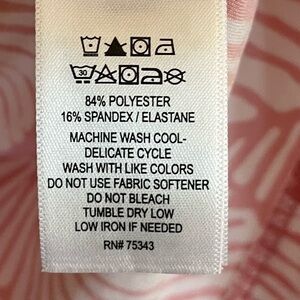 30
84% POLYESTER
16% SPANDEX / ELASTANE
MACHINE WASH COOL-
DELICATE CYCLE
WASH WITH LIKE COLORS
DO NOT USE FABRIC SOFTENER
DO NOT BLEACH
TUMBLE DRY LOW
LOW IRON IF NEEDED
RN# 75343